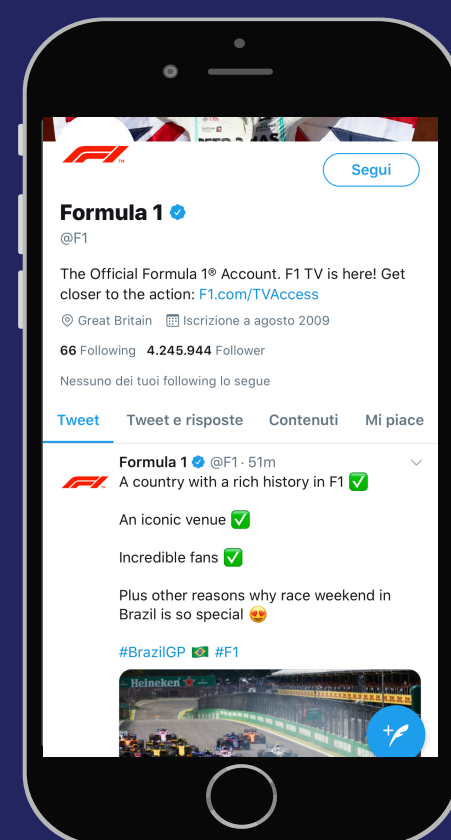 Segui
Formula 1
@F1
The Official Formula 1® Account. F1 TV is here! Get
closer to the action: F1.com/TVAccess
Great Britain Iscrizione a agosto 2009
66 Following 4.245.944 Follower
Nessuno dei tuoi following lo segue
Tweet Tweet e risposte Contenuti Mi piace
Formula 1 @F1 · 51m
A country with a rich history in F1 ✅
An iconic venue ✅
Incredible fans ✅
Plus other reasons why race weekend in
Brazil is so special 😍
#BrazilGP 🇧🇷 #F1
Heineken